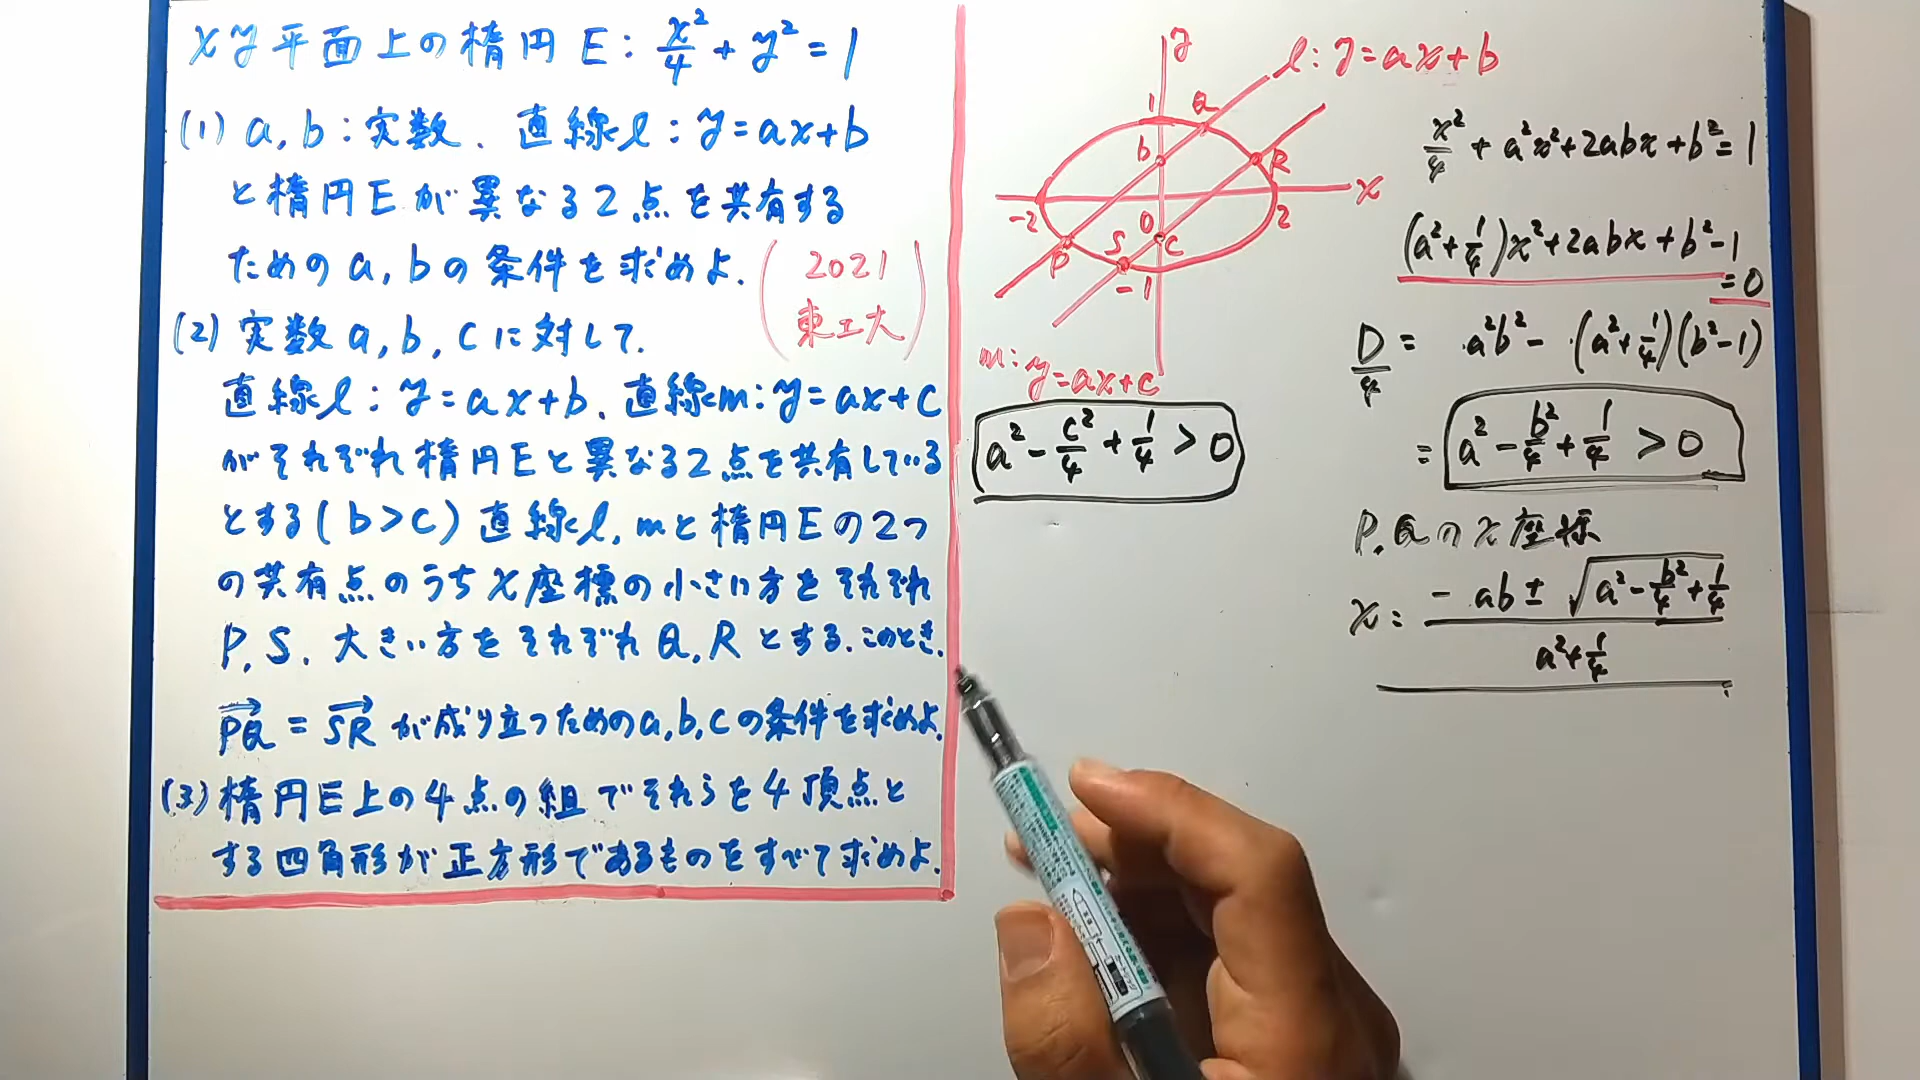 xy平面上の楕円E: x²/4 + y² = 1
(1) a, b : 実数. 直線l : y=ax+b
と楕円Eが異なる2点を共有する
ための a, b の条件を求めよ.
(2021
東工大)
(2) 実数 a, b, c に対して.
直線l : y=ax+b、直線m: y=ax+c
がそれぞれ楕円Eと異なる2点を共有している
とする (b>c) 直線l, mと楕円Eの2つ
の共有点のうちx座標の小さい方をそれぞれ
P, S. 大きい方をそれぞれQ, Rとする.このとき.
→PQ = →SR が成り立つためのa, b, cの条件を求めよ.
(3) 楕円E上の4点の組でそれらを4頂点と
する四角形が正方形であるものをすべて求めよ.
y
l: y=ax+b
1
Q
b
R
x
-2
0
2
P
S
C
-1
m: y=ax+c
a² - c²/4 + 1/4 > 0
x²/4 + a²x² + 2abx + b² = 1
(a² + 1/4)x² + 2abx + b² - 1
= 0
D/4 = a²b² - (a² + 1/4)(b² - 1)
= a² - b²/4 + 1/4 > 0
P, Qのx座標
x = (-ab ± √(a² - b²/4 + 1/4))/(a² + 1/4)